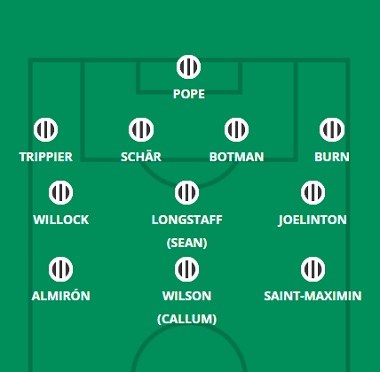 POPE
TRIPPIER SCHÄR BOTMAN BURN
WILLOCK LONGSTAFF JOELINTON
(SEAN)
ALMIRÓN WILSON SAINT-MAXIMIN
(CALLUM)